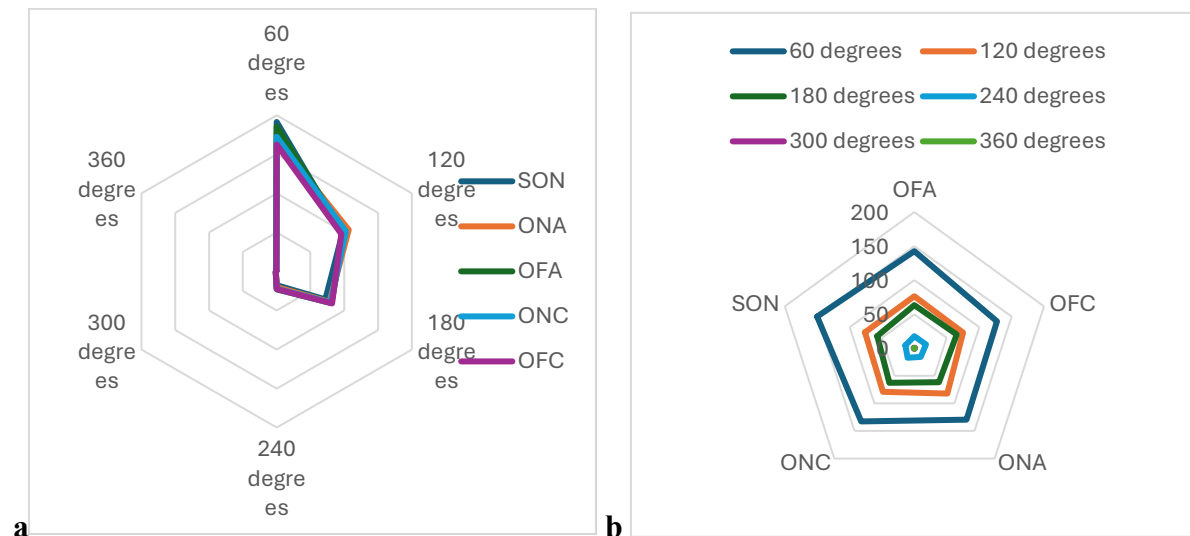 60
degre
es
120
degre
es
180
degre
es
240
degre
es
300
degre
es
360
degre
es
SON
ONA
OFA
ONC
OFC
a
60 degrees
120 degrees
180 degrees
240 degrees
300 degrees
360 degrees
OFA
OFC
ONA
ONC
SON
200
150
100
50
0
b